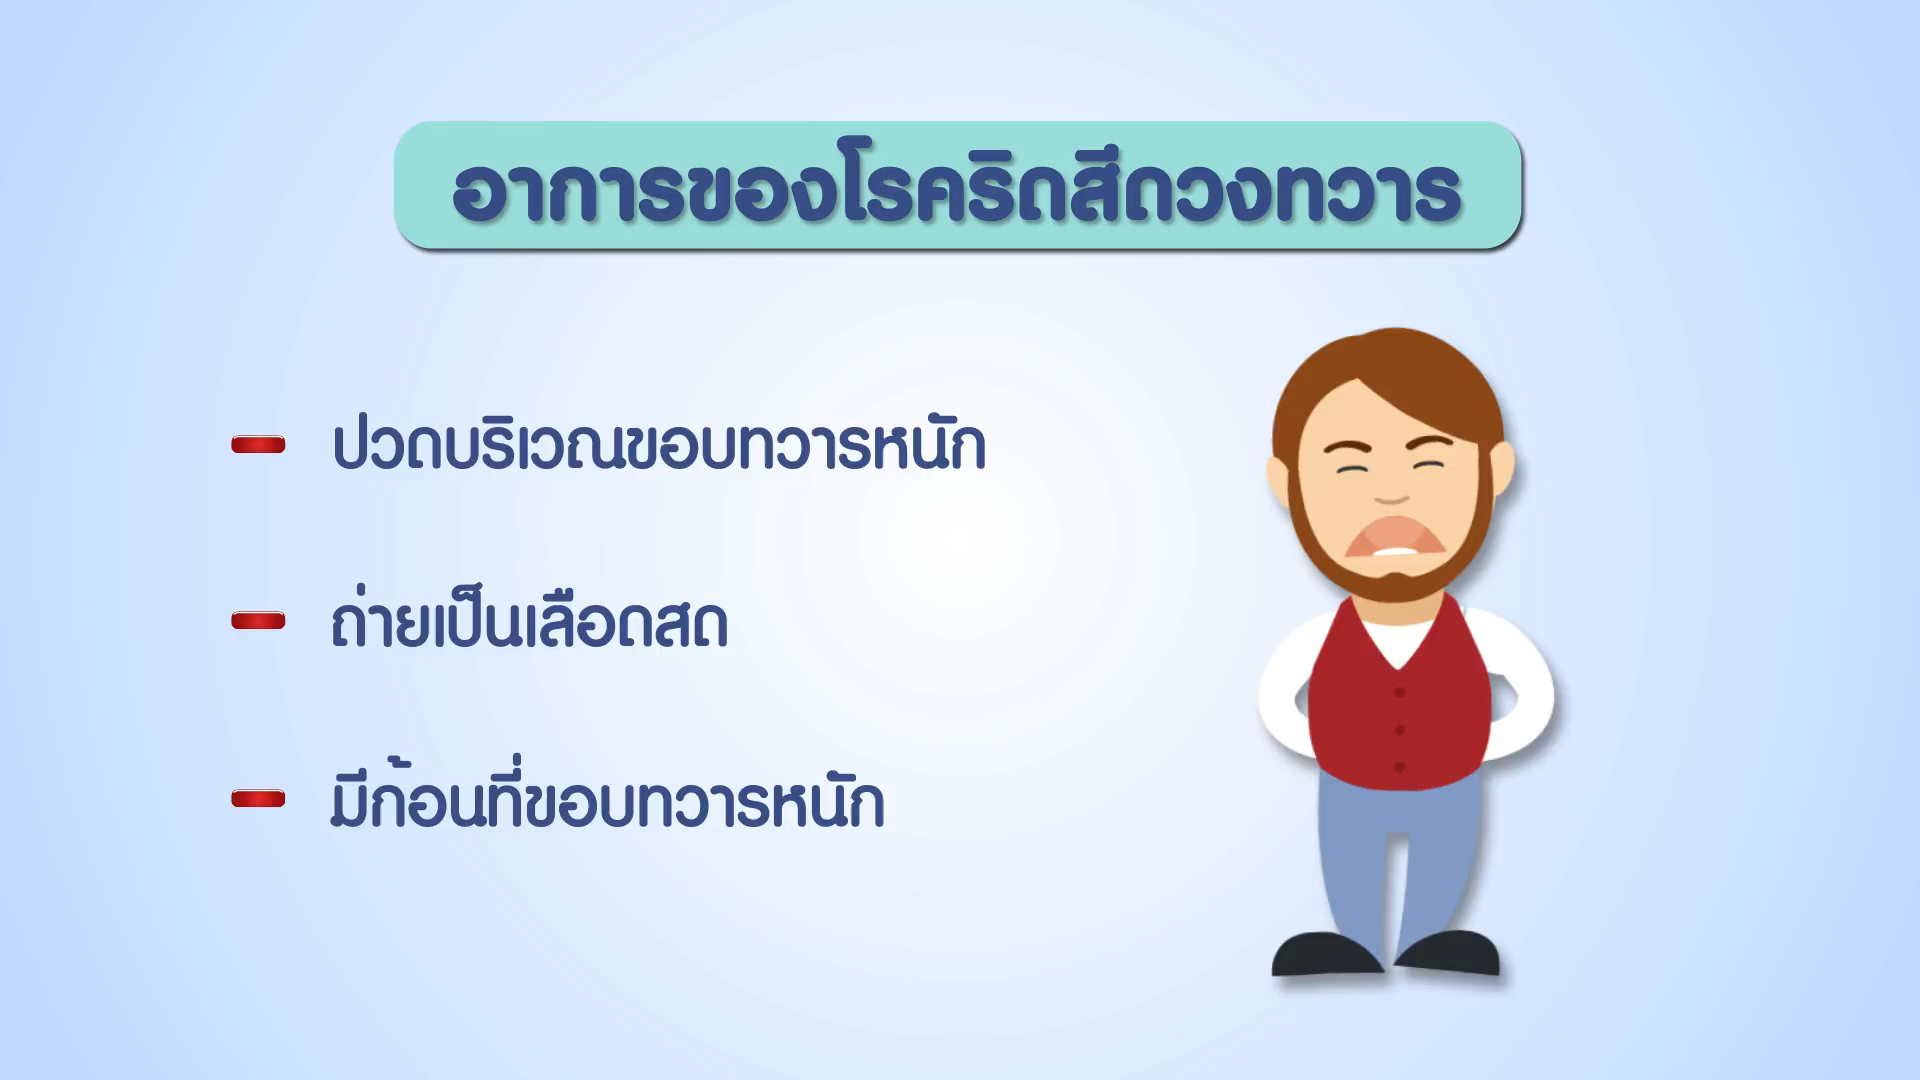 อาการของโรคริดสีดวงทวาร
ปวดบริเวณขอบทวารหนัก
ถ่ายเป็นเลือดสด
มีก้อนที่ขอบทวารหนัก